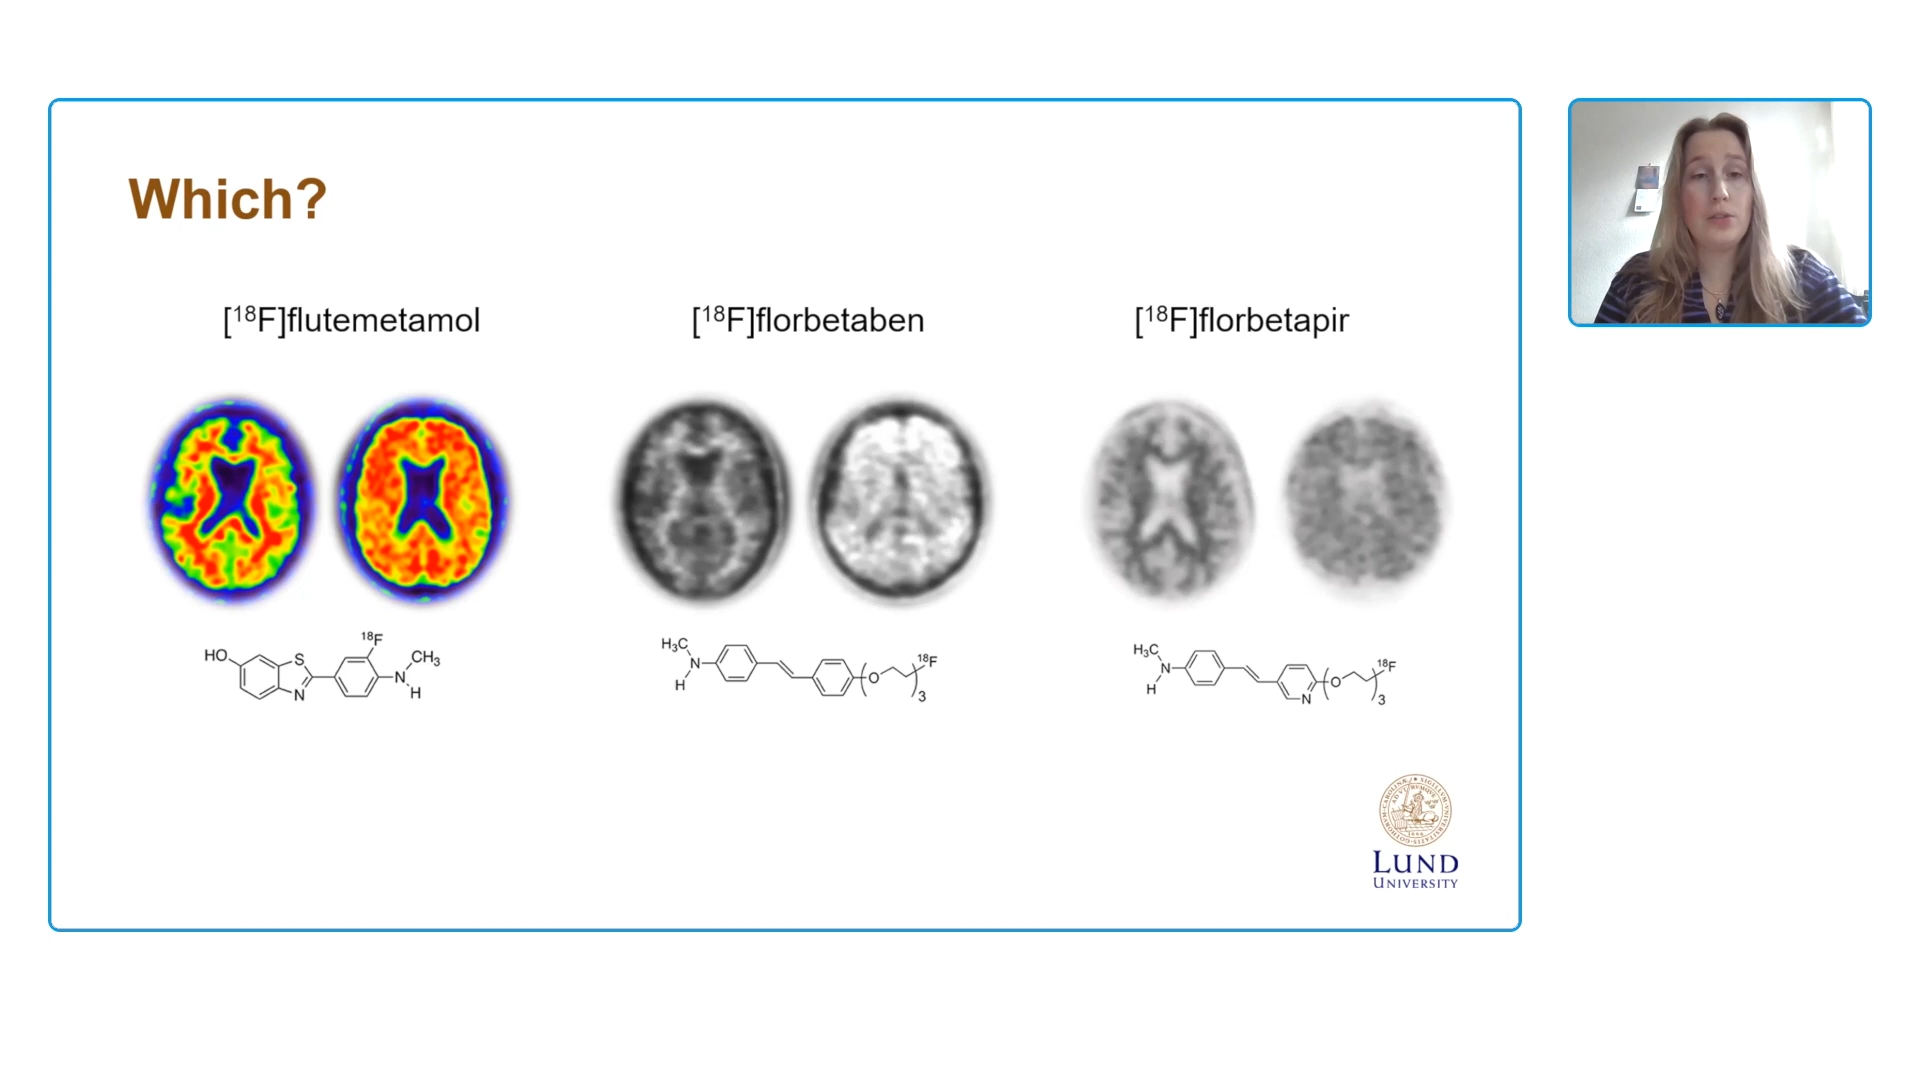 Which?
[¹⁸F]flutemetamol
[¹⁸F]florbetaben
[¹⁸F]florbetapir
HO
S
N
¹⁸F
CH₃
N
H
H₃C
N
H
O
¹⁸F
3
H₃C
N
H
N
O
¹⁸F
3
LUND
UNIVERSITY